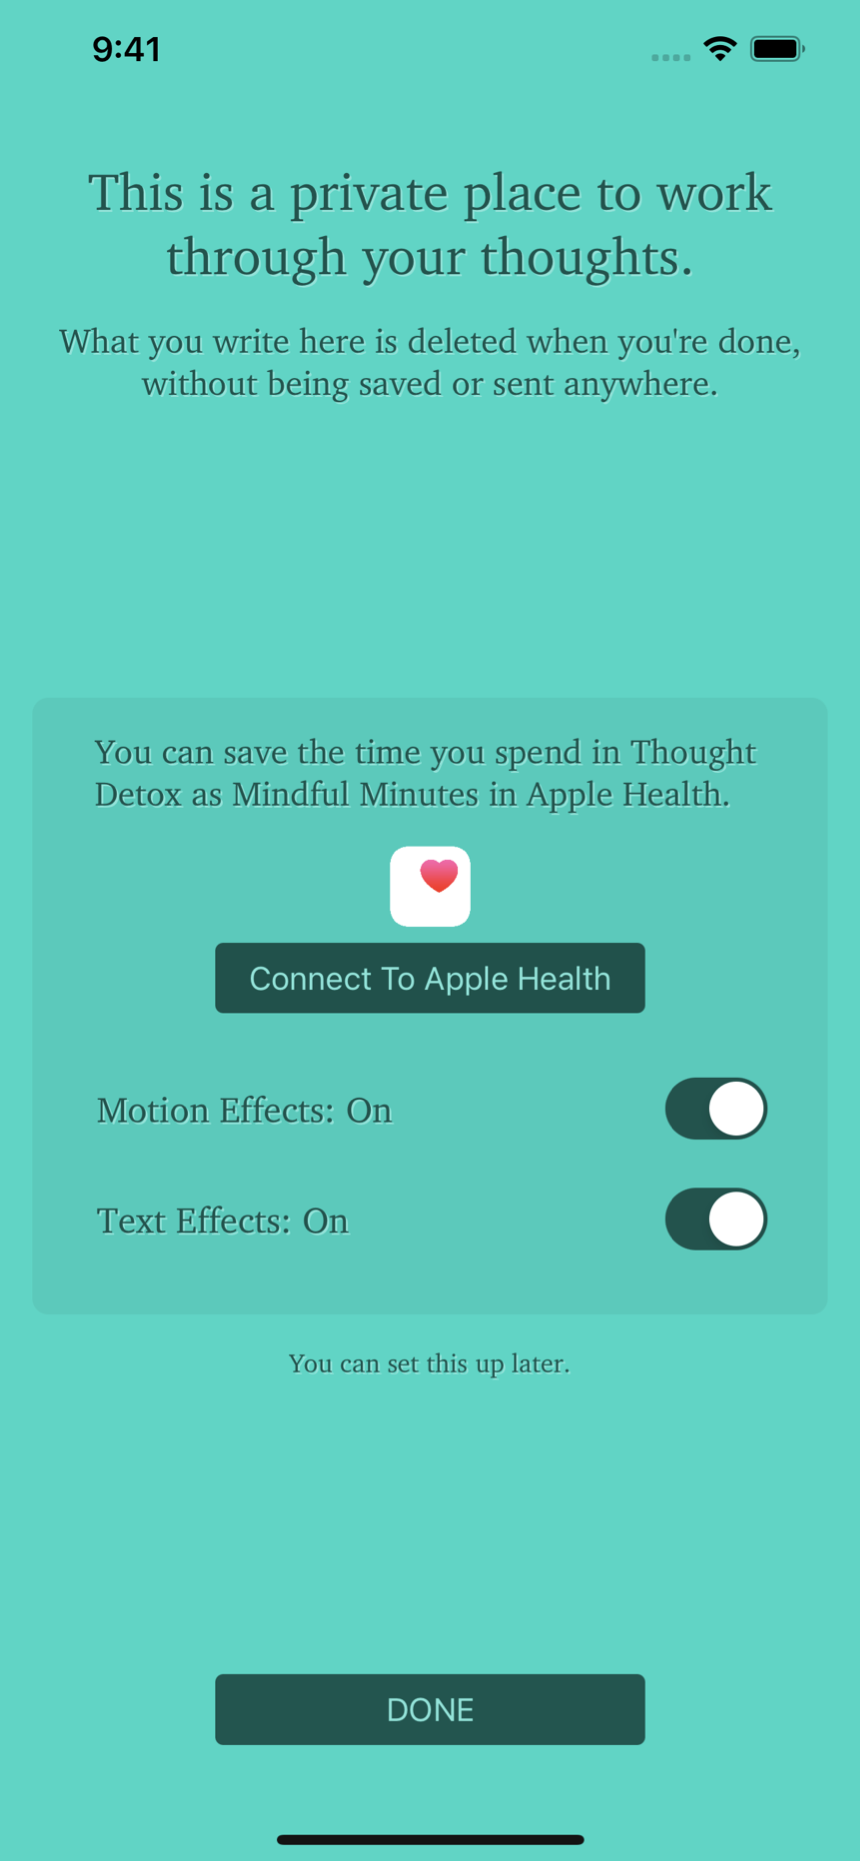 9:41
This is a private place to work
through your thoughts.
What you write here is deleted when you're done,
without being saved or sent anywhere.
You can save the time you spend in Thought
Detox as Mindful Minutes in Apple Health.
Connect To Apple Health
Motion Effects: On
Text Effects: On
You can set this up later.
DONE